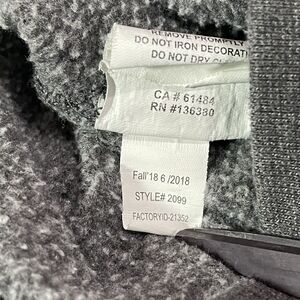 REMOVE PROMPTLY
DO NOT IRON DECORATI
DO NOT DRY CL
CA # 61484
RN #136380
Fall'18 6 /2018
STYLE# 2099
FACTORYID-21352